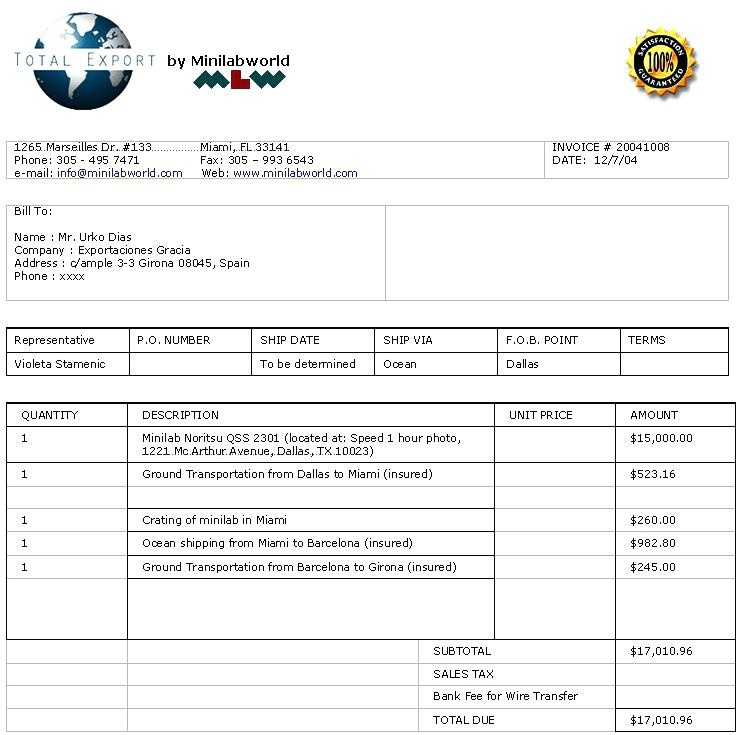 TOTAL EXPORT by Minilabworld
MLW
SATISFACTION
100%
GUARANTEED
1265 Marseilles Dr. #133............... Miami, FL 33141
Phone: 305 - 495 7471 Fax: 305 – 993 6543
e-mail: info@minilabworld.com Web: www.minilabworld.com
INVOICE # 20041008
DATE: 12/7/04
Bill To:
Name : Mr. Urko Dias
Company : Exportaciones Gracia
Address : c/ample 3-3 Girona 08045, Spain
Phone : xxxx
Representative P.O. NUMBER SHIP DATE SHIP VIA F.O.B. POINT TERMS
Violeta Stamenic To be determined Ocean Dallas
QUANTITY DESCRIPTION UNIT PRICE AMOUNT
1 Minilab Noritsu QSS 2301 (located at: Speed 1 hour photo, $15,000.00
1221 Mc Arthur Avenue, Dallas, TX 10023)
1 Ground Transportation from Dallas to Miami (insured) $523.16
1 Crating of minilab in Miami $260.00
1 Ocean shipping from Miami to Barcelona (insured) $982.80
1 Ground Transportation from Barcelona to Girona (insured) $245.00
SUBTOTAL $17,010.96
SALES TAX
Bank Fee for Wire Transfer
TOTAL DUE $17,010.96